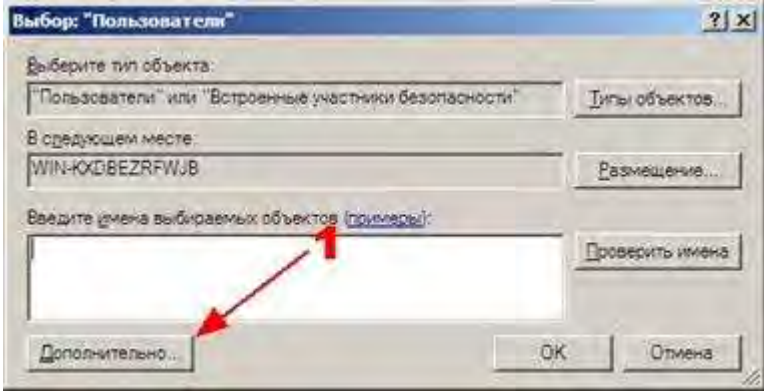 Выбор: "Пользователи"
Выберите тип объекта:
"Пользователи" или "Встроенные участники безопасности"
Типы объектов...
В следующем месте:
WIN-KXDBEZRFWJB
Размещение...
Введите имена выбираемых объектов (примеры):
1
Проверить имена
Дополнительно...
OK
Отмена